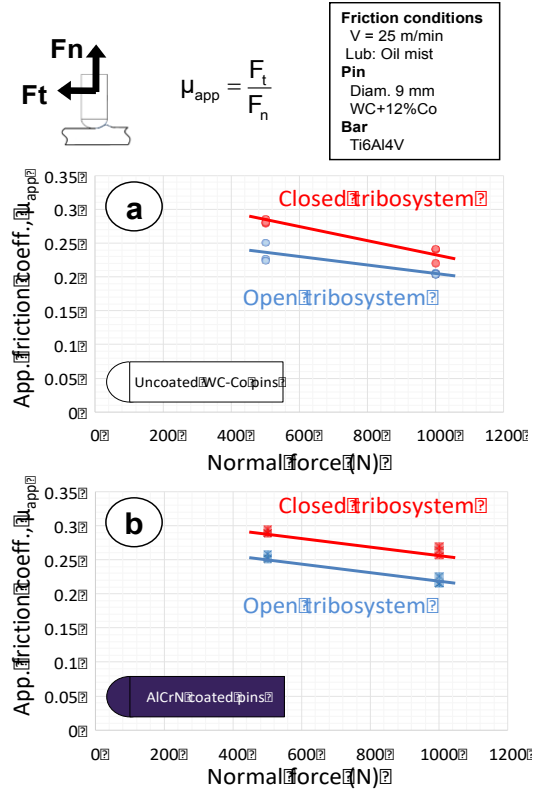 Fn
Ft
μapp = Ft / Fn
Friction conditions
V = 25 m/min
Lub: Oil mist
Pin
Diam. 9 mm
WC+12%Co
Bar
Ti6Al4V
App. friction coeff., μapp
0.35
0.3
0.25
0.2
0.15
0.1
0.05
0
a
Closed tribosystem
Open tribosystem
Uncoated WC-Co pins
0 200 400 600 800 1000 1200
Normal force (N)
App. friction coeff., μapp
0.35
0.3
0.25
0.2
0.15
0.1
0.05
0
b
Closed tribosystem
Open tribosystem
AlCrN coated pins
0 200 400 600 800 1000 1200
Normal force (N)